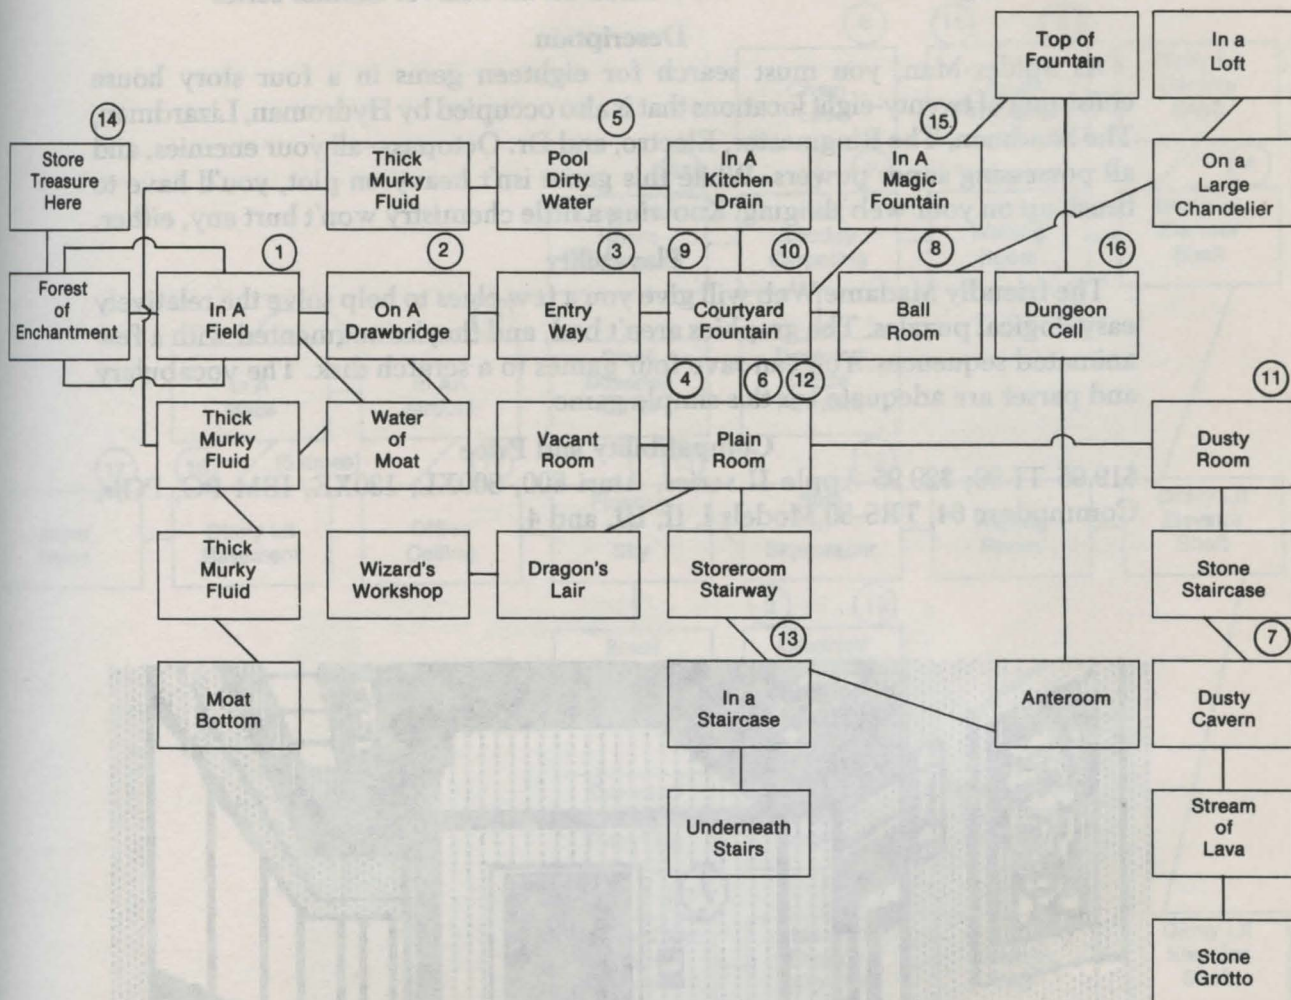 Top of
Fountain
In a
Loft
14
5
15
Store
Treasure
Here
Thick
Murky
Fluid
Pool
Dirty
Water
In A
Kitchen
Drain
In A
Magic
Fountain
On a
Large
Chandelier
1
2
3
9
10
8
16
Forest
of
Enchantment
In A
Field
On A
Drawbridge
Entry
Way
Courtyard
Fountain
Ball
Room
Dungeon
Cell
4
6
12
11
Thick
Murky
Fluid
Water
of
Moat
Vacant
Room
Plain
Room
Dusty
Room
Thick
Murky
Fluid
Wizard's
Workshop
Dragon's
Lair
Storeroom
Stairway
Stone
Staircase
13
7
Moat
Bottom
In a
Staircase
Anteroom
Dusty
Cavern
Underneath
Stairs
Stream
of
Lava
Stone
Grotto